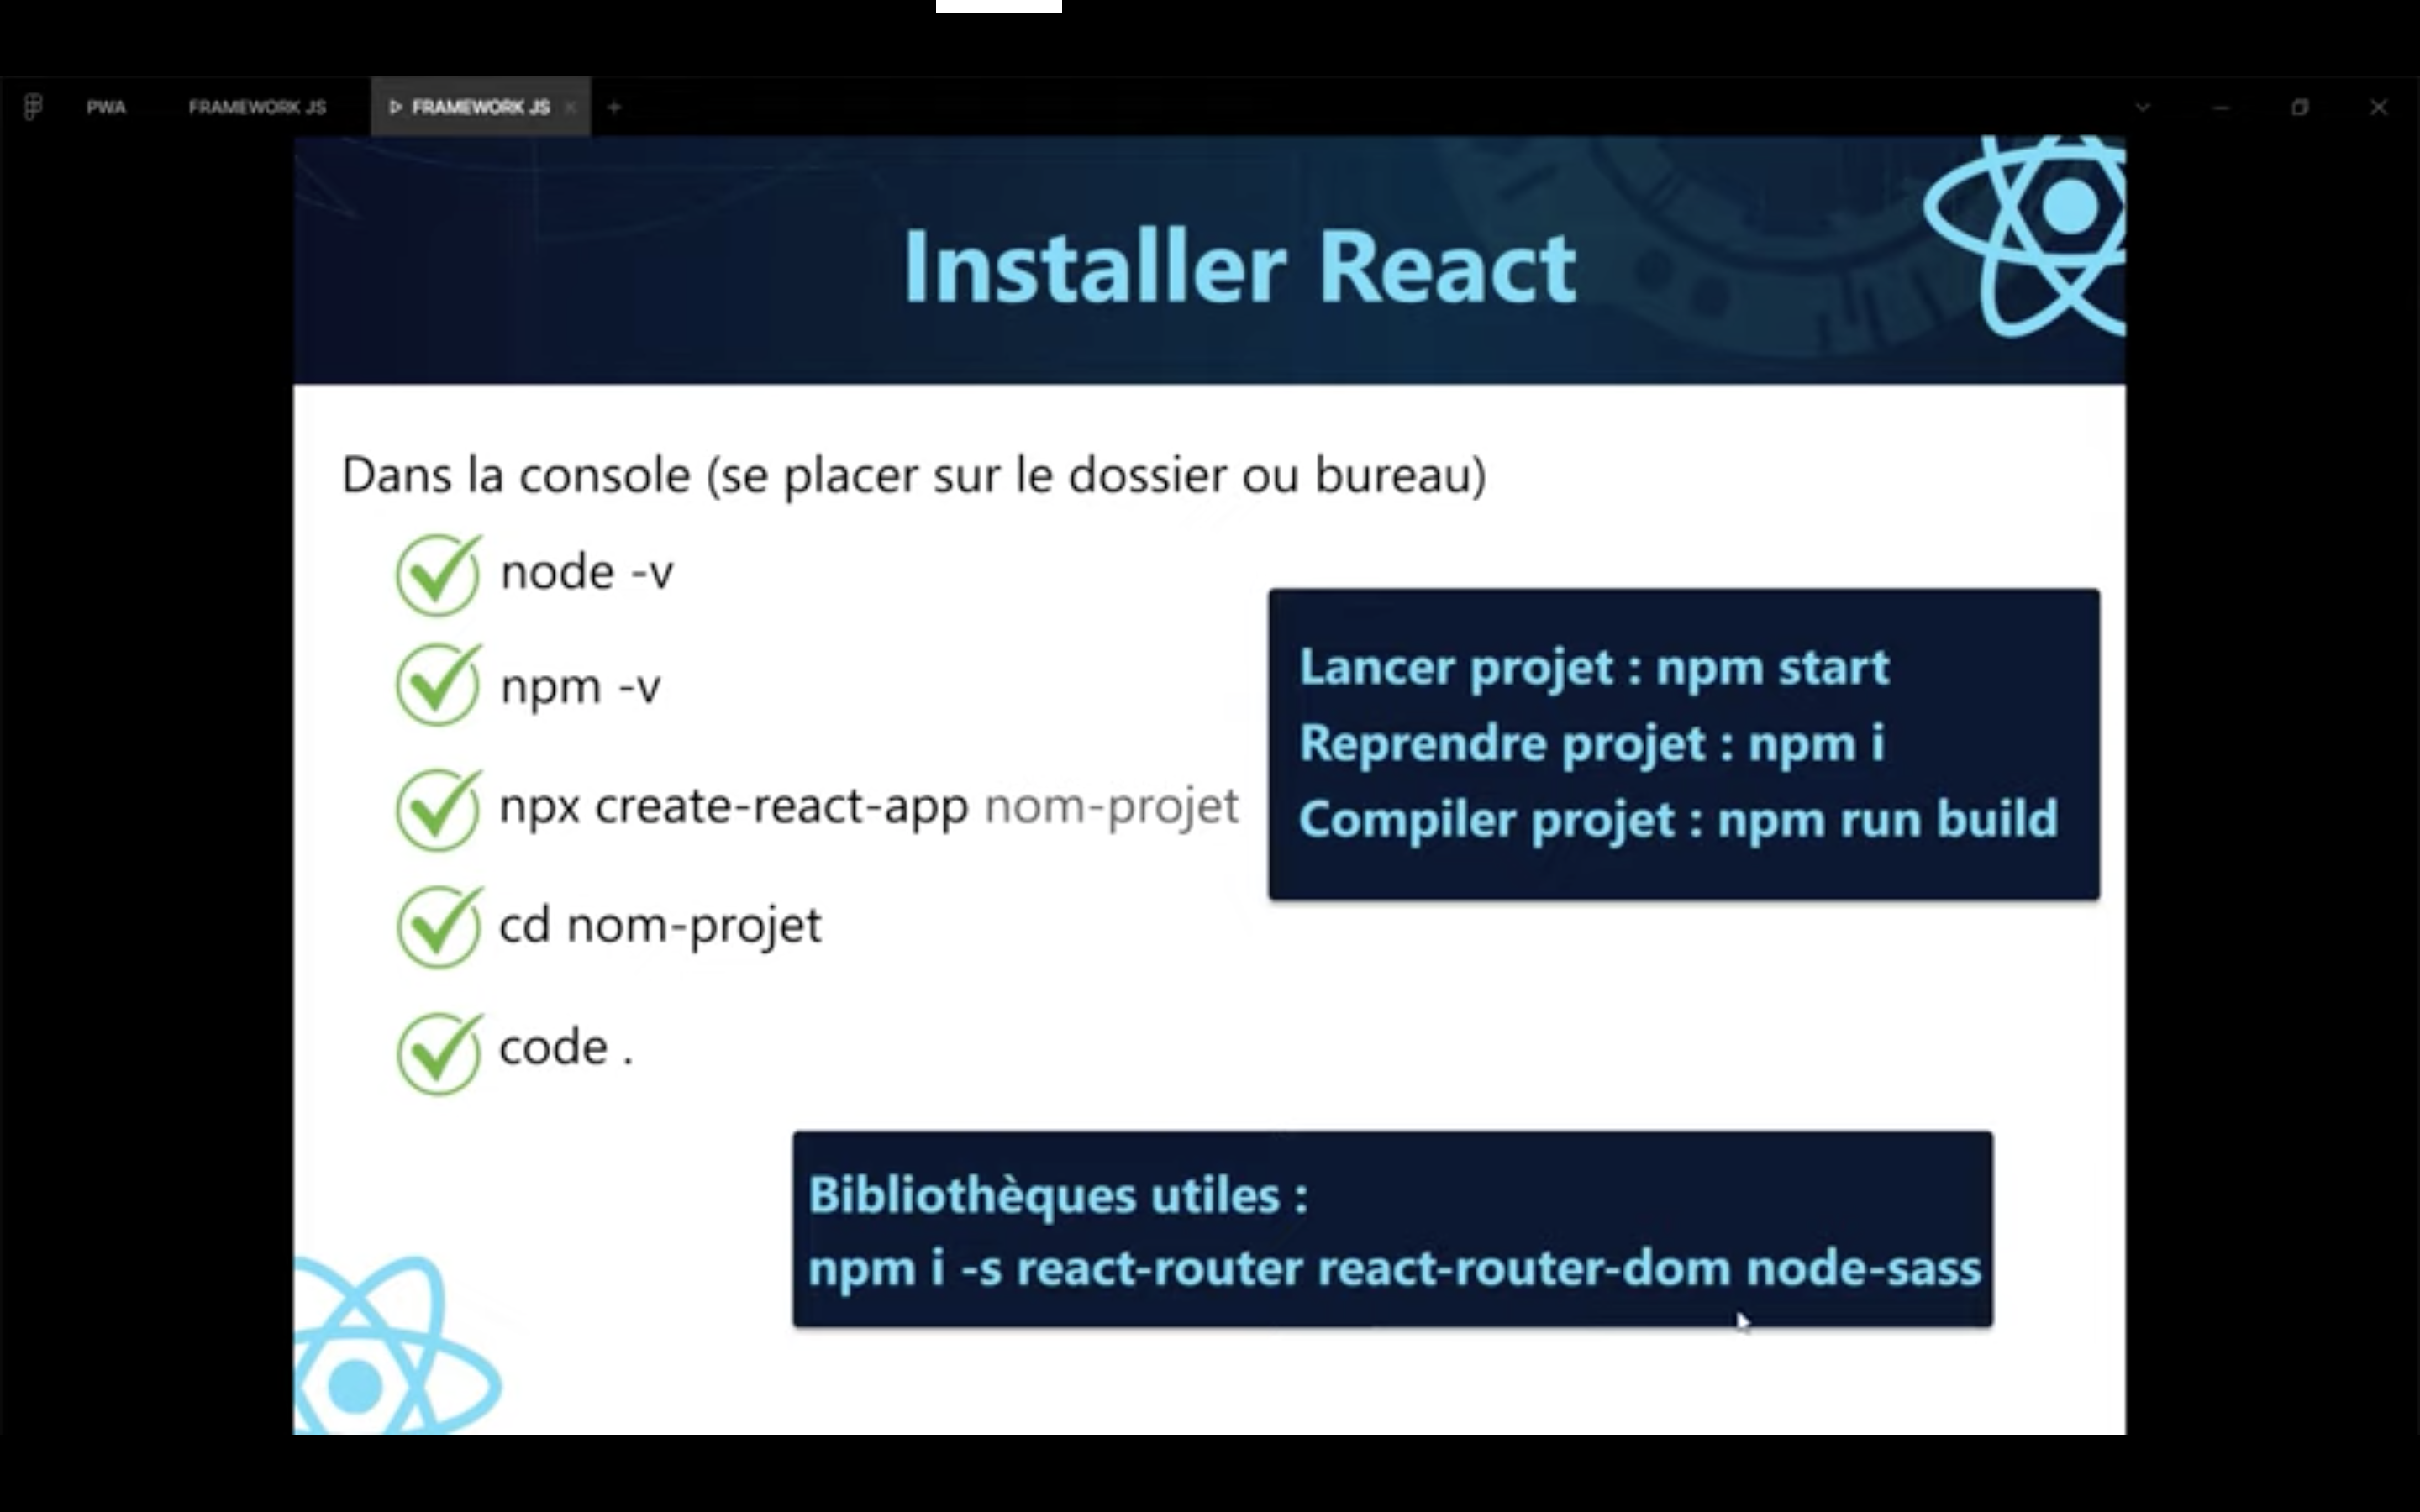 PWA
FRAMEWORK JS
FRAMEWORK JS
Installer React
Dans la console (se placer sur le dossier ou bureau)
node -v
npm -v
npx create-react-app nom-projet
cd nom-projet
code .
Lancer projet : npm start
Reprendre projet : npm i
Compiler projet : npm run build
Bibliothèques utiles :
npm i -s react-router react-router-dom node-sass